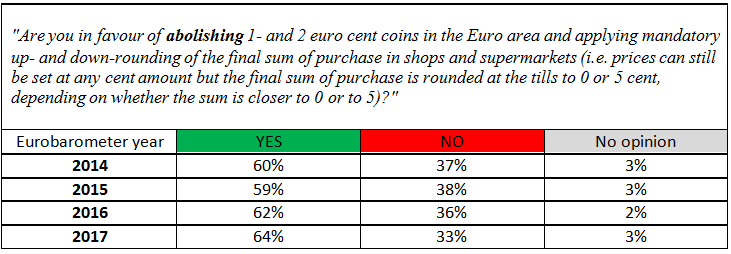 "Are you in favour of abolishing 1- and 2 euro cent coins in the Euro area and applying mandatory
up- and down-rounding of the final sum of purchase in shops and supermarkets (i.e. prices can still
be set at any cent amount but the final sum of purchase is rounded at the tills to 0 or 5 cent,
depending on whether the sum is closer to 0 or to 5)?"
Eurobarometer year YES NO No opinion
2014 60% 37% 3%
2015 59% 38% 3%
2016 62% 36% 2%
2017 64% 33% 3%